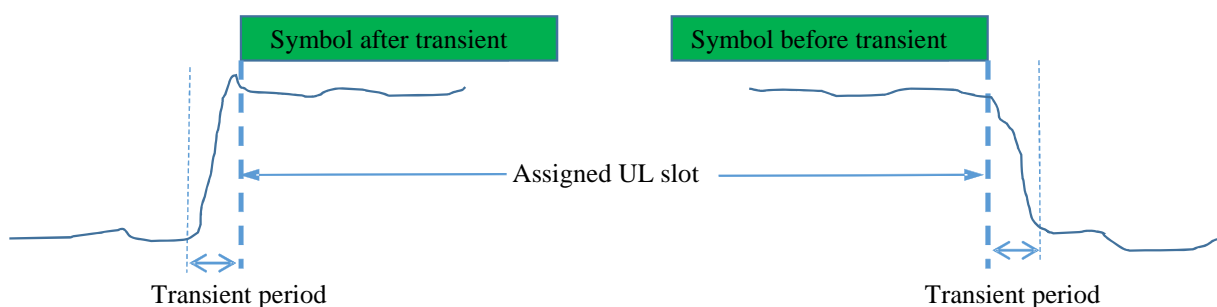 Symbol after transient
Symbol before transient
Assigned UL slot
Transient period
Transient period